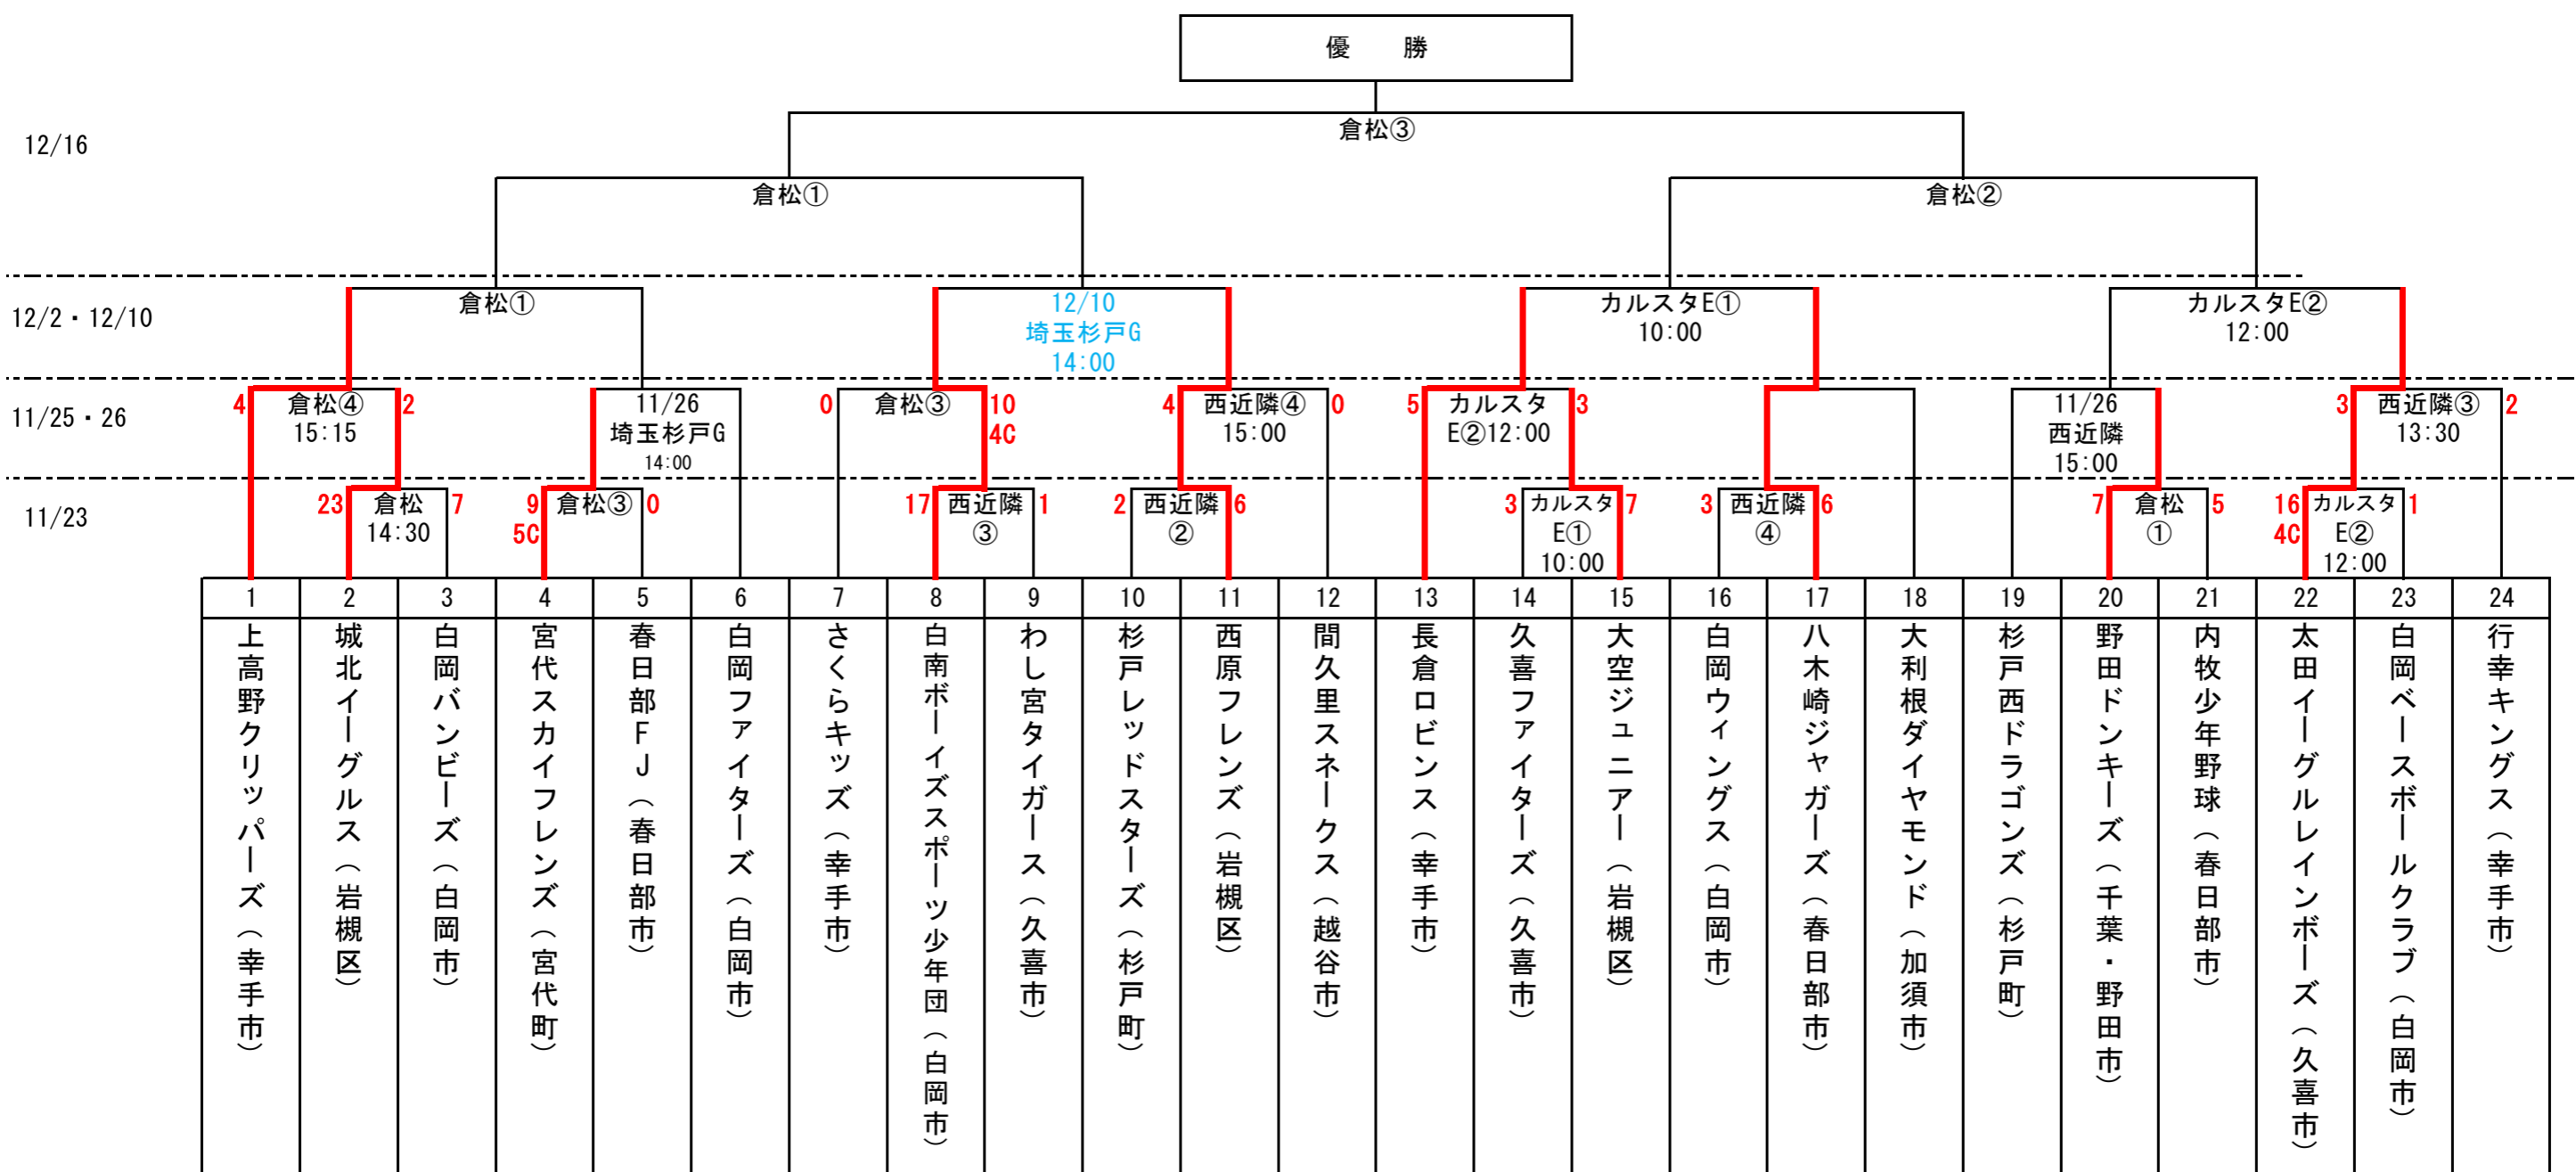 優　勝
12/16
倉松③
倉松①
倉松②
12/2・12/10
倉松①
12/10
埼玉杉戸G
14:00
カルスタE①
10:00
カルスタE②
12:00
11/25・26
4
倉松④
15:15
2
11/26
埼玉杉戸G
14:00
0
倉松③
10
4C
4
西近隣④
15:00
0
5
カルスタ
E②12:00
3
11/26
西近隣
15:00
3
西近隣③
13:30
2
11/23
23
倉松
14:30
7
9
5C
倉松③
0
17
西近隣
③
1
2
西近隣
②
6
3
カルスタ
E①
10:00
7
3
西近隣
④
6
7
倉松
①
5
16
4C
カルスタ
E②
12:00
1
1 2 3 4 5 6 7 8 9 10 11 12 13 14 15 16 17 18 19 20 21 22 23 24
上高野クリッパーズ（幸手市）
城北イーグルス（岩槻区）
白岡バンビーズ（白岡市）
宮代スカイフレンズ（宮代町）
春日部FJ（春日部市）
白岡ファイターズ（白岡市）
さくらキッズ（幸手市）
白南ボーイズスポーツ少年団（白岡市）
わし宮タイガース（久喜市）
杉戸レッドスターズ（杉戸町）
西原フレンズ（岩槻区）
間久里スネークス（越谷市）
長倉ロビンス（幸手市）
久喜ファイターズ（久喜市）
大空ジュニアー（岩槻区）
白岡ウィングス（白岡市）
八木崎ジャガーズ（春日部市）
大利根ダイヤモンド（加須市）
杉戸西ドラゴンズ（杉戸町）
野田ドンキーズ（千葉・野田市）
内牧少年野球（春日部市）
太田イーグルレインボーズ（久喜市）
白岡ベースボールクラブ（白岡市）
行幸キングス（幸手市）